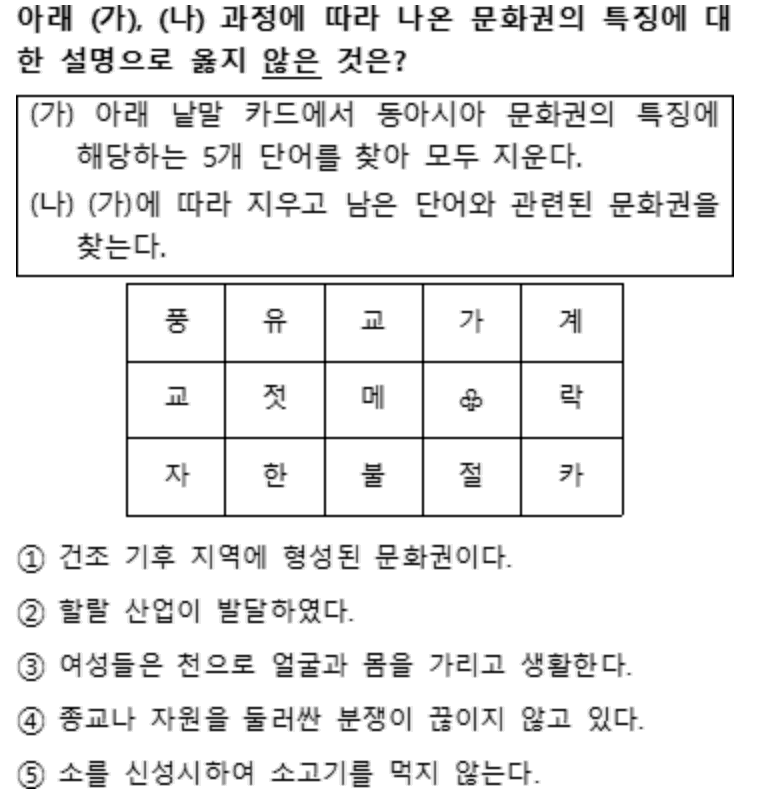 아래 (가), (나) 과정에 따라 나온 문화권의 특징에 대
한 설명으로 옳지 않은 것은?
(가) 아래 낱말 카드에서 동아시아 문화권의 특징에
해당하는 5개 단어를 찾아 모두 지운다.
(나) (가)에 따라 지우고 남은 단어와 관련된 문화권을
찾는다.
풍 유 교 가 계
교 젓 메 ♧ 락
자 한 불 절 카
① 건조 기후 지역에 형성된 문화권이다.
② 할랄 산업이 발달하였다.
③ 여성들은 천으로 얼굴과 몸을 가리고 생활한다.
④ 종교나 자원을 둘러싼 분쟁이 끊이지 않고 있다.
⑤ 소를 신성시하여 소고기를 먹지 않는다.